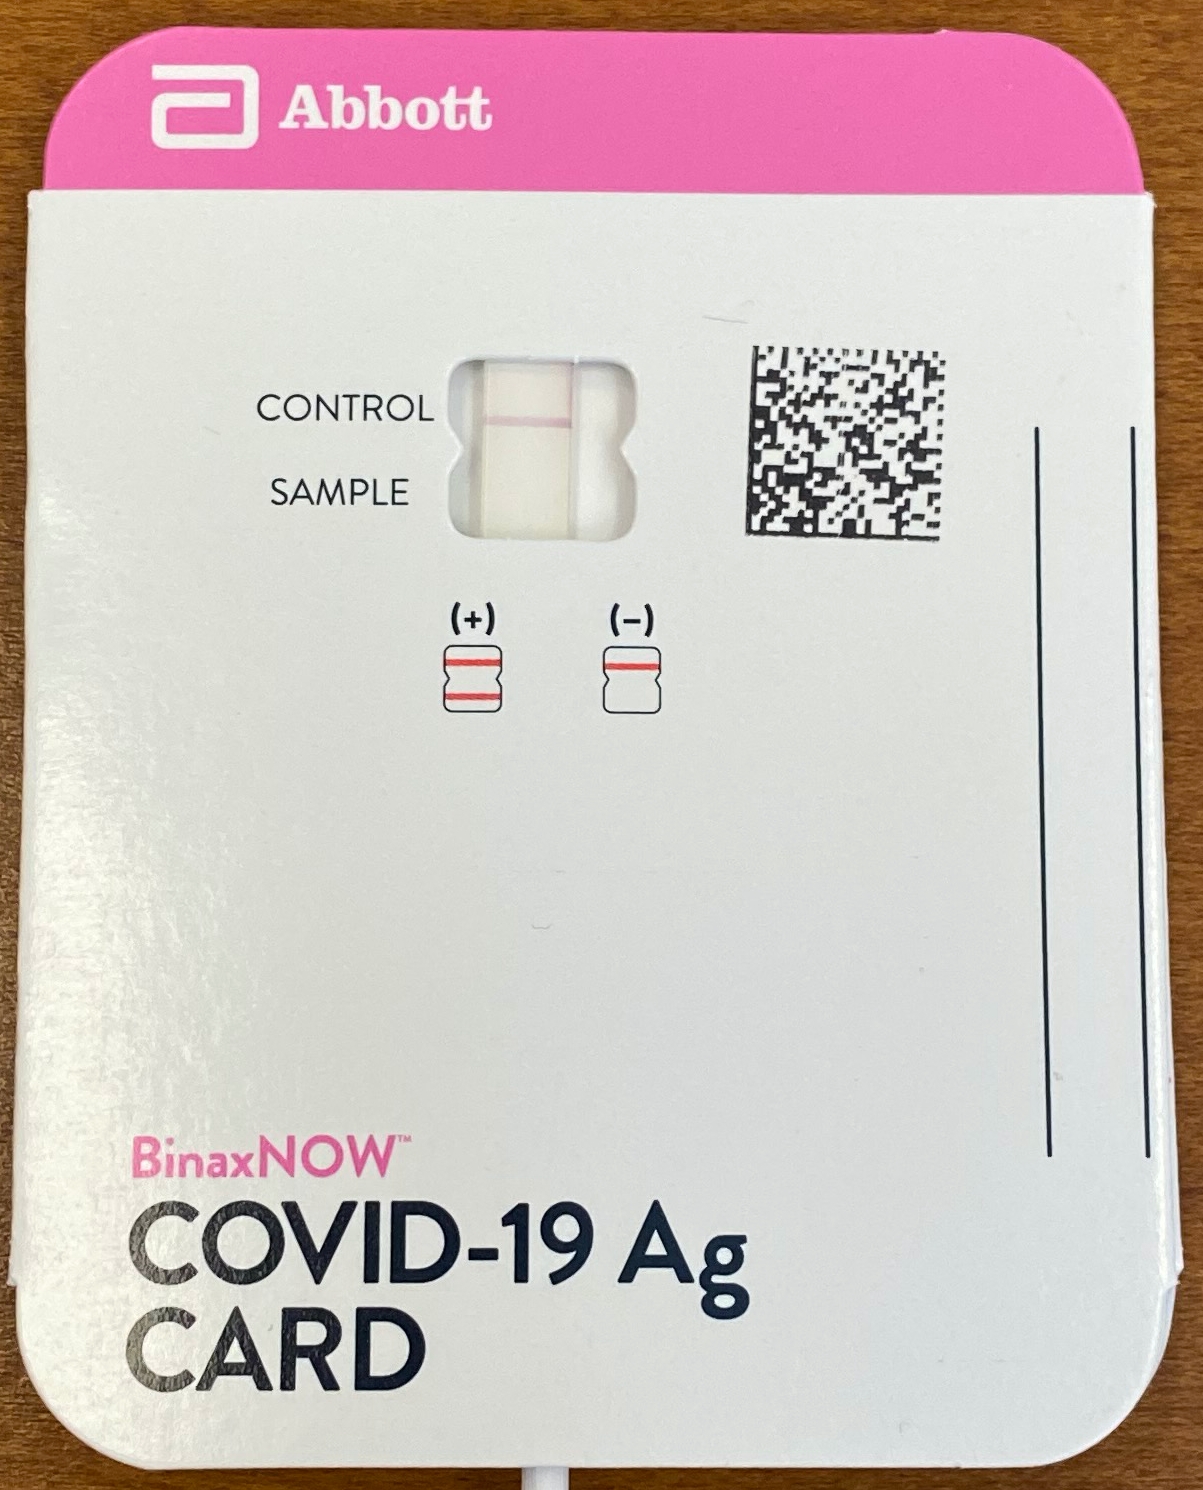 Abbott
CONTROL
SAMPLE
(+) (-)
BinaxNOW™
COVID-19 Ag
CARD